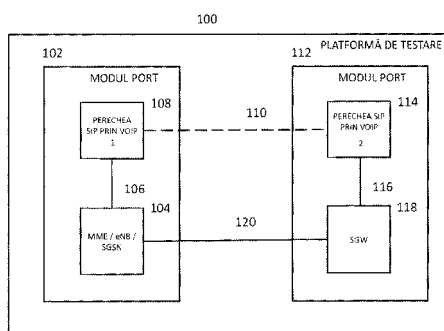 100
PLATFORMĂ DE TESTARE
102
MODUL PORT
112
MODUL PORT
108
PERECHEA
SIP PRIN VOIP
1
110
114
PERECHEA SIP
PRIN VOIP
2
106
116
104
MME / eNB /
SGSN
120
118
SGW